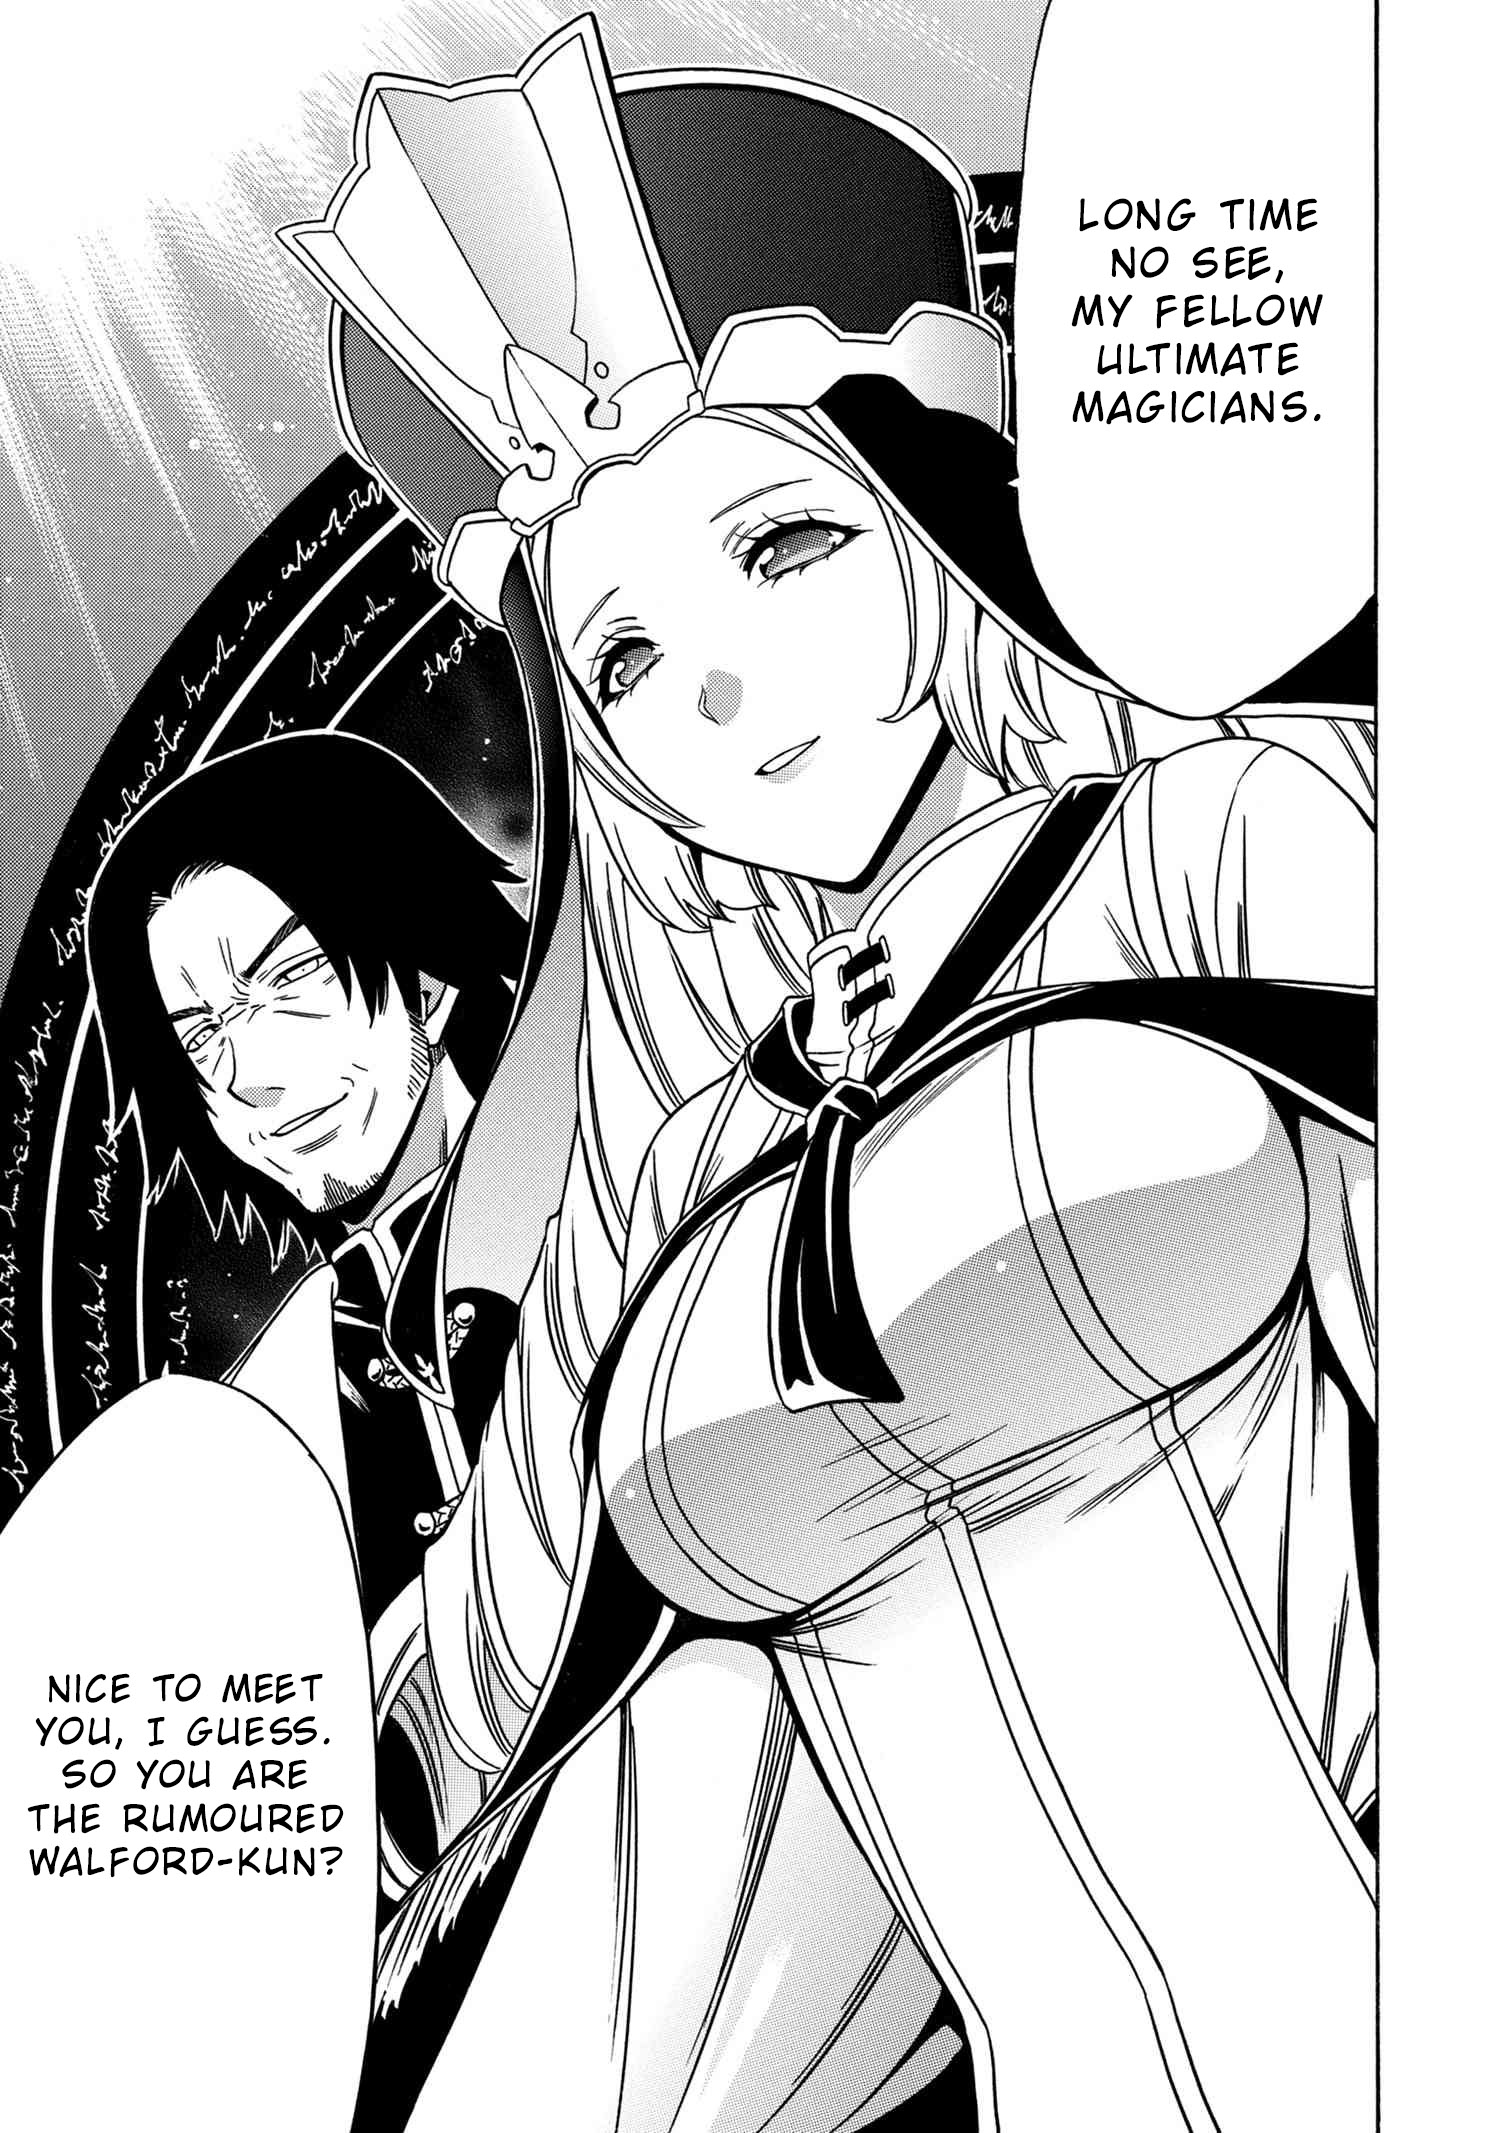 LONG TIME
NO SEE,
MY FELLOW
ULTIMATE
MAGICIANS.
NICE TO MEET
YOU, I GUESS.
SO YOU ARE
THE RUMOURED
WALFORD-KUN?